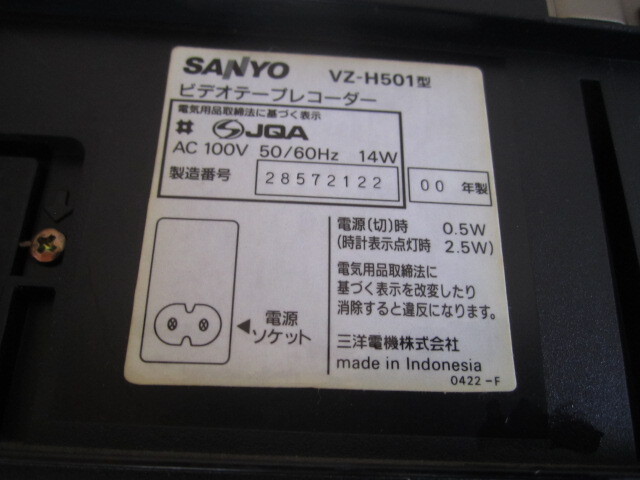 SANYO VZ-H501型
ビデオテープレコーダー
電気用品取締法に基づく表示
JQA
AC 100V 50/60Hz 14W
製造番号 28572122 00 年製
電源(切)時 0.5W
(時計表示点灯時 2.5W)
電気用品取締法に
基づく表示を改変したり
消除すると違反になります。
電源
ソケット
三洋電機株式会社
made in Indonesia
0422-F